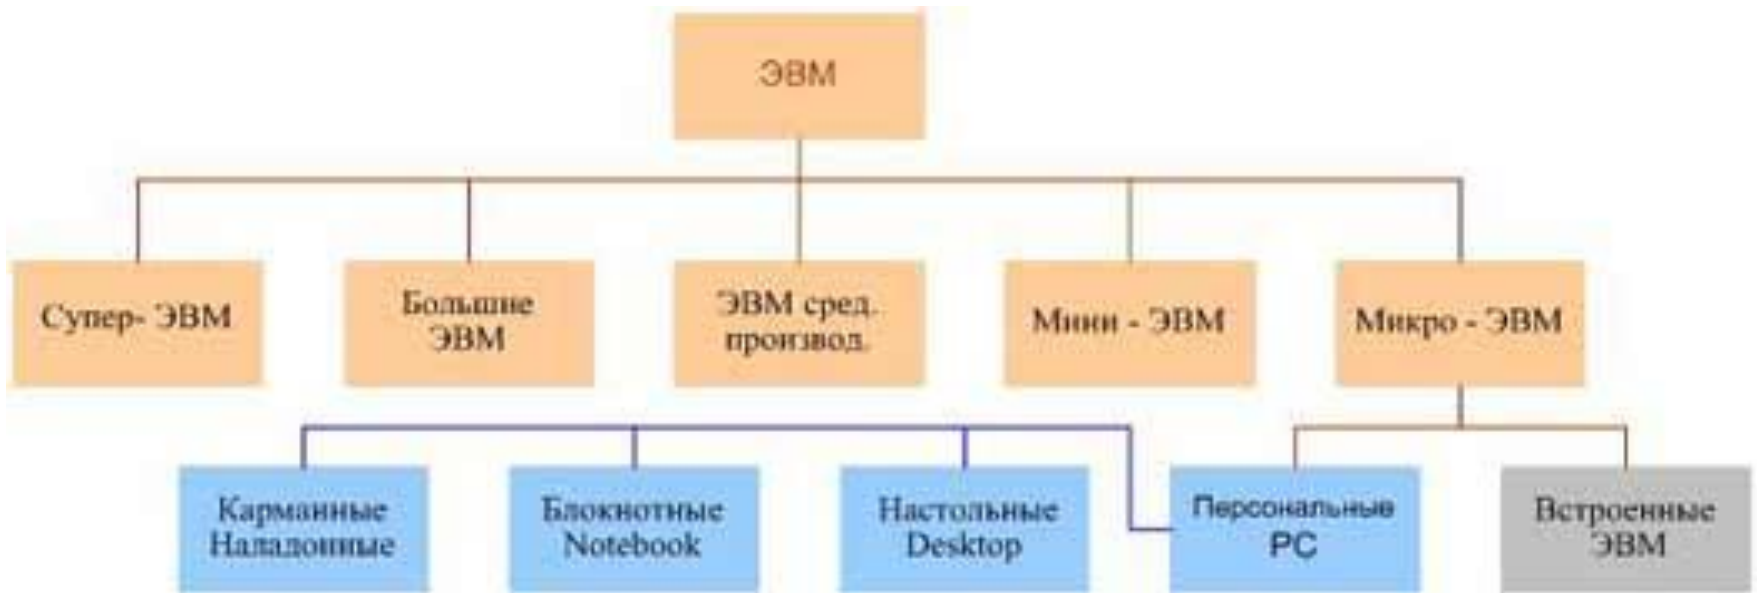 ЭВМ
Супер- ЭВМ
Большие
ЭВМ
ЭВМ сред.
производ.
Мини - ЭВМ
Микро - ЭВМ
Карманные
Наладонные
Блокнотные
Notebook
Настольные
Desktop
Персональные
PC
Встроенные
ЭВМ